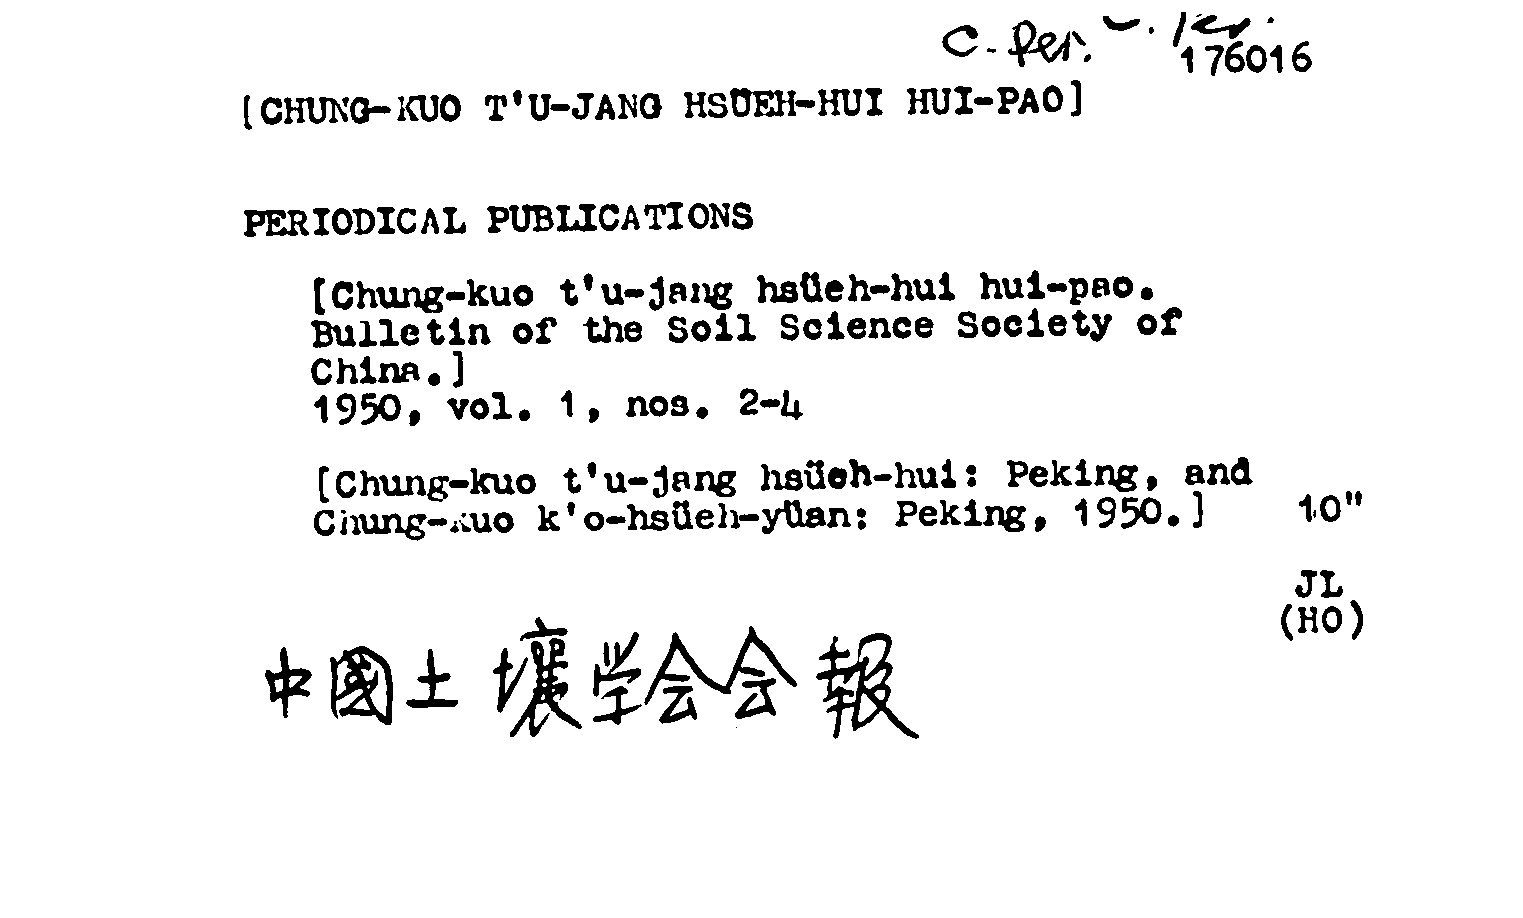 C. Per. C. Per.
176016
[CHUNG-KUO T'U-JANG HSÜEH-HUI HUI-PAO]
PERIODICAL PUBLICATIONS
[Chung-kuo t'u-jang hsüeh-hui hui-pao.
Bulletin of the Soil Science Society of
China.]
1950, vol. 1, nos. 2-4
[Chung-kuo t'u-jang hsüeh-hui: Peking, and
Chung-kuo k'o-hsüeh-yüan: Peking, 1950.] 10"
JL
(HO)
中國土壤学会会報